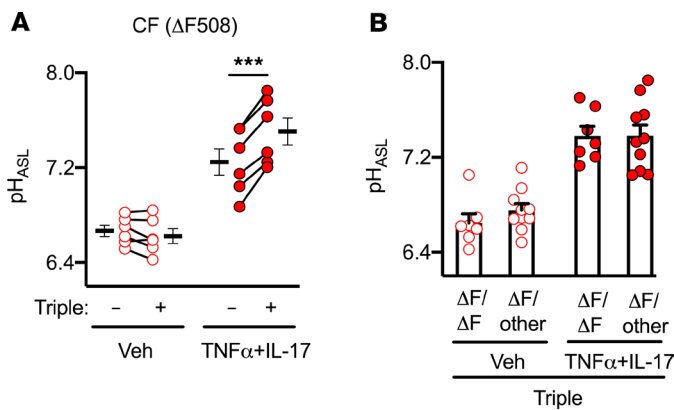 A
CF (ΔF508)
***
pH_ASL
8.0
7.2
6.4
Triple: – + – +
Veh TNFα+IL-17
B
pH_ASL
8.0
7.2
6.4
ΔF/ ΔF/ ΔF/ ΔF/
ΔF other ΔF other
Veh TNFα+IL-17
Triple